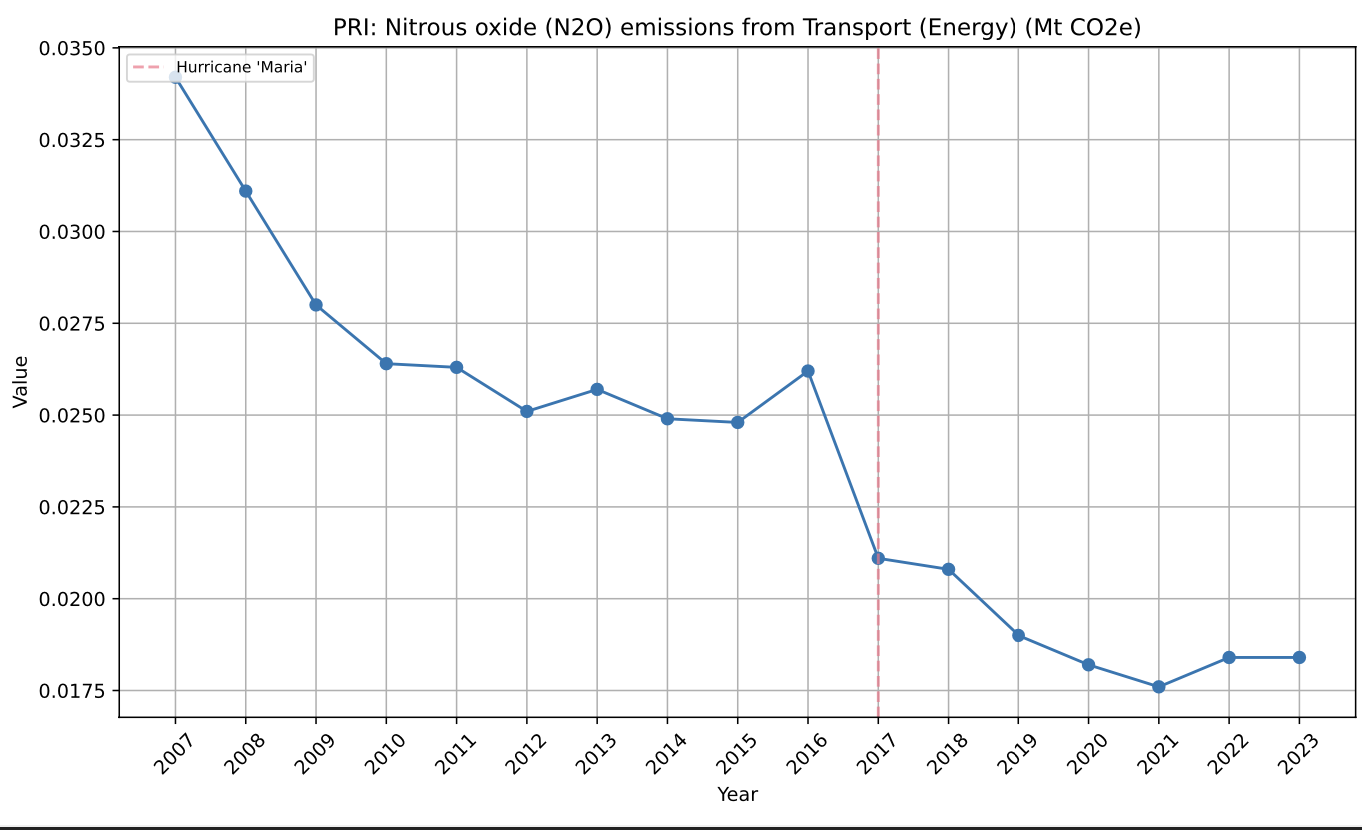 PRI: Nitrous oxide (N2O) emissions from Transport (Energy) (Mt CO2e)
Hurricane 'Maria'
0.0350
0.0325
0.0300
0.0275
0.0250
0.0225
0.0200
0.0175
Value
2007 2008 2009 2010 2011 2012 2013 2014 2015 2016 2017 2018 2019 2020 2021 2022 2023
Year